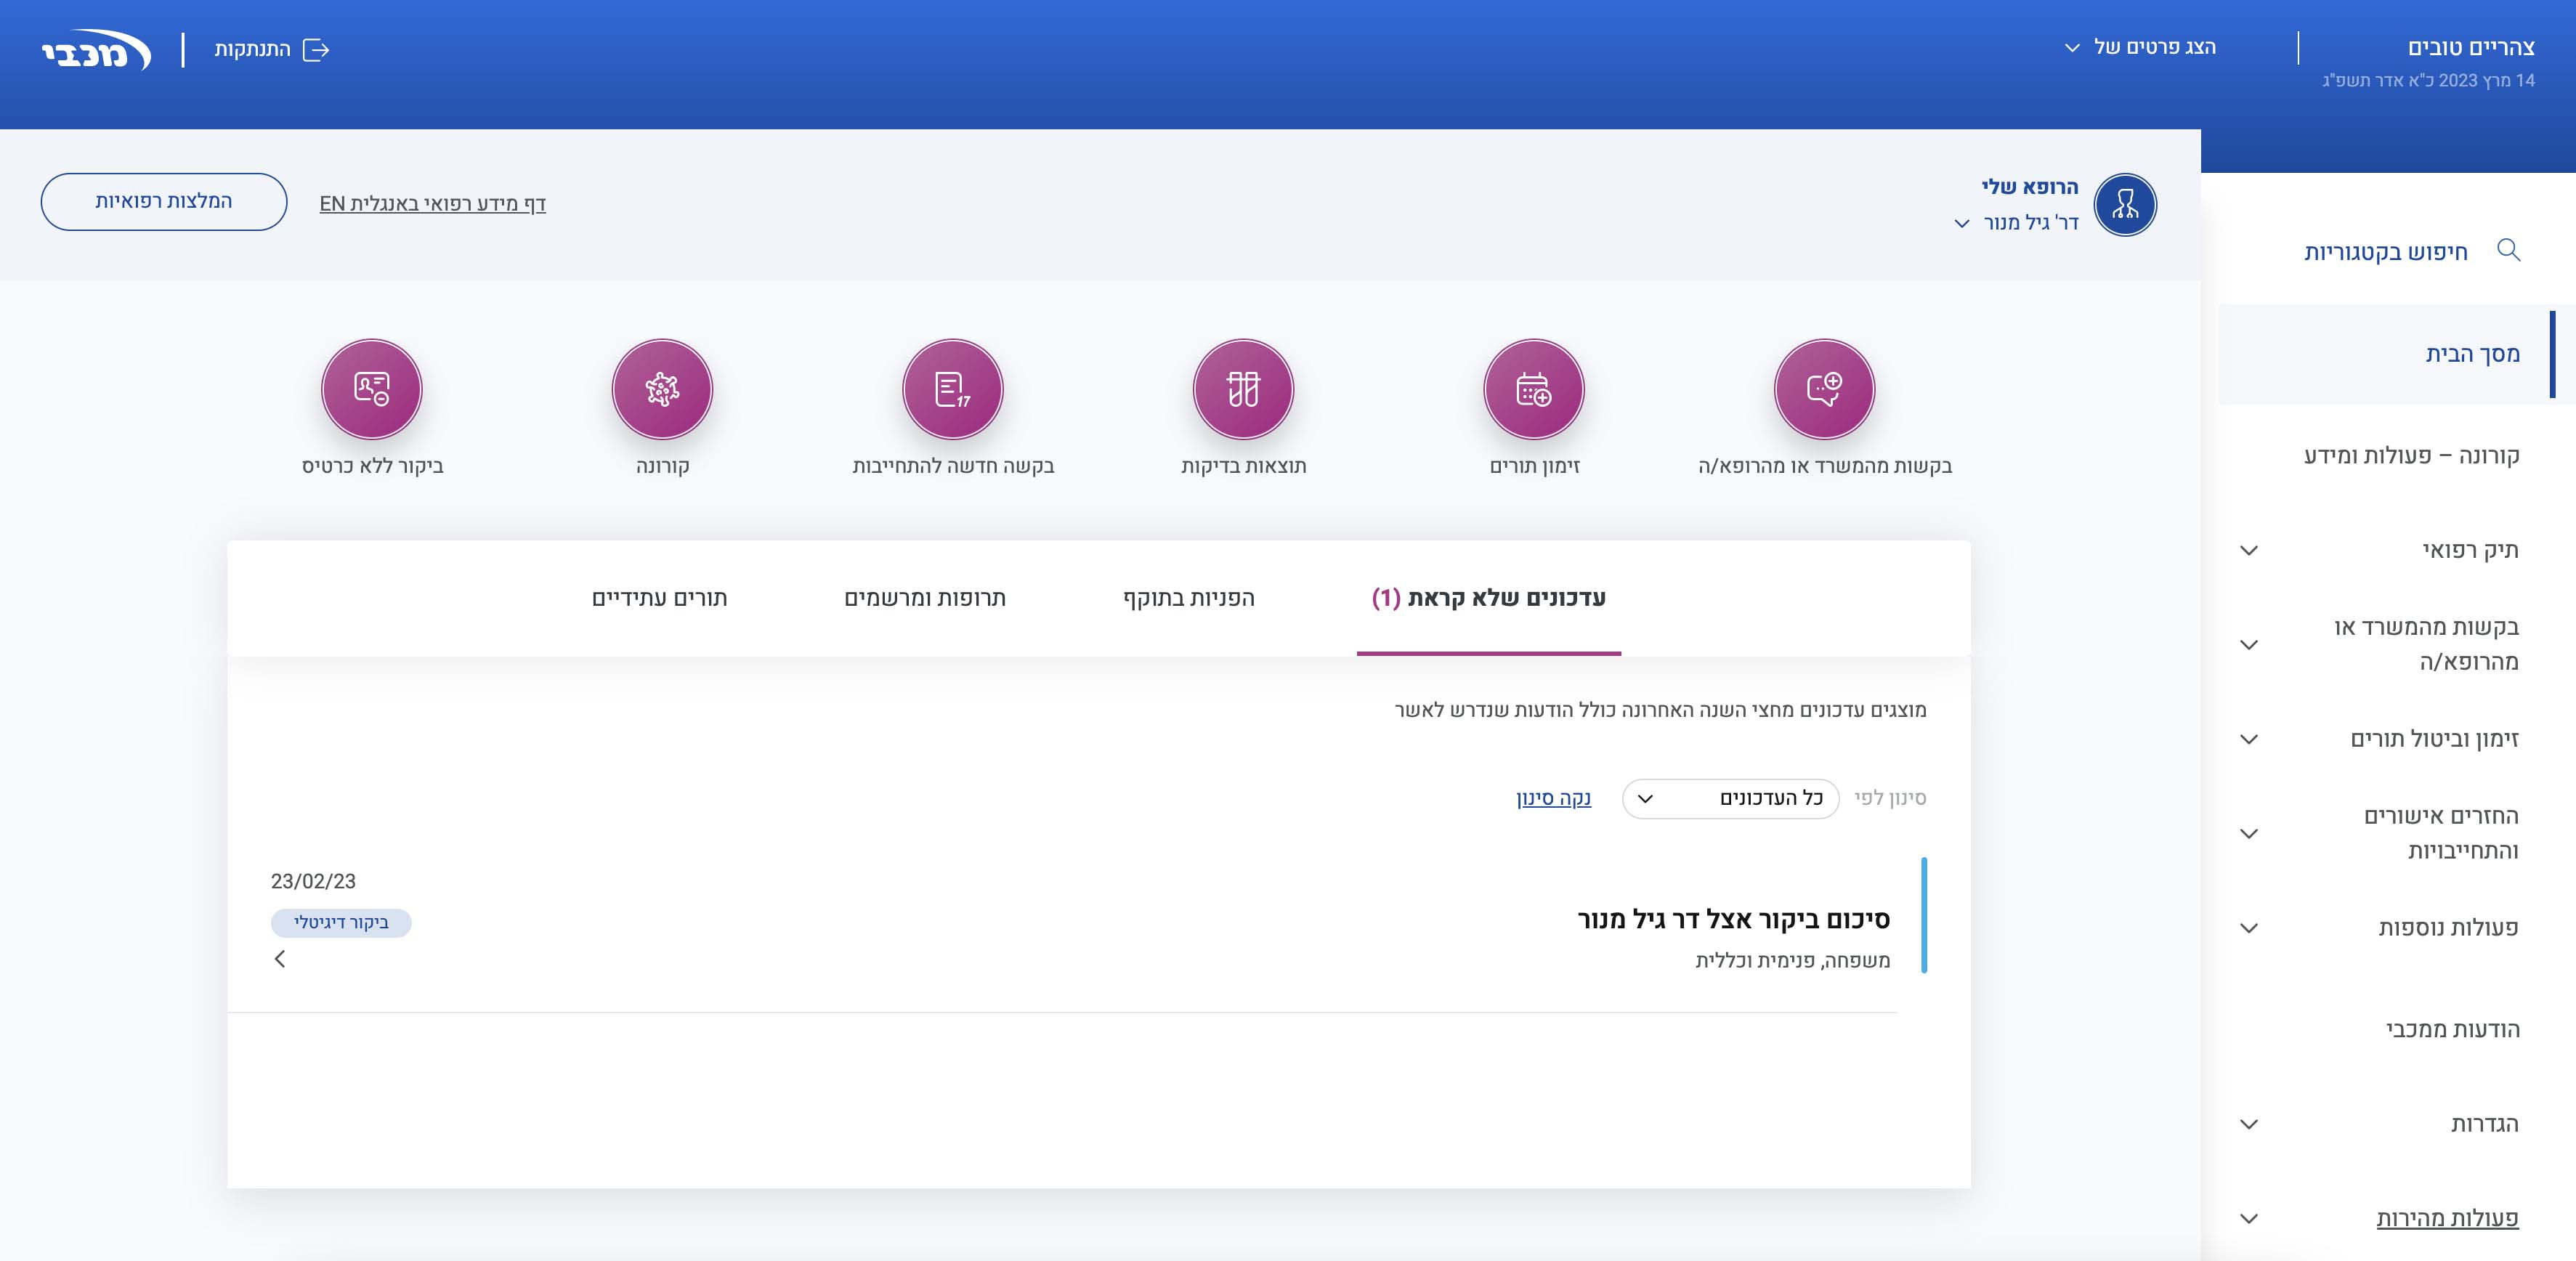 צהריים טובים
14 מרץ 2023 כ"א אדר תשפ"ג
הצג פרטים של
התנתקות
מכבי
הרופא שלי
דר' גיל מנור
דף מידע רפואי באנגלית EN
המלצות רפואיות
חיפוש בקטגוריות
מסך הבית
קורונה – פעולות ומידע
תיק רפואי
בקשות מהמשרד או
מהרופא/ה
זימון וביטול תורים
החזרים אישורים
והתחייבויות
פעולות נוספות
הודעות ממכבי
הגדרות
פעולות מהירות
בקשות מהמשרד או מהרופא/ה
זימון תורים
תוצאות בדיקות
17
בקשה חדשה להתחייבות
קורונה
ביקור ללא כרטיס
עדכונים שלא קראת (1)
הפניות בתוקף
תרופות ומרשמים
תורים עתידיים
מוצגים עדכונים מחצי השנה האחרונה כולל הודעות שנדרש לאשר
סינון לפי
כל העדכונים
נקה סינון
סיכום ביקור אצל דר גיל מנור
משפחה, פנימית וכללית
23/02/23
ביקור דיגיטלי